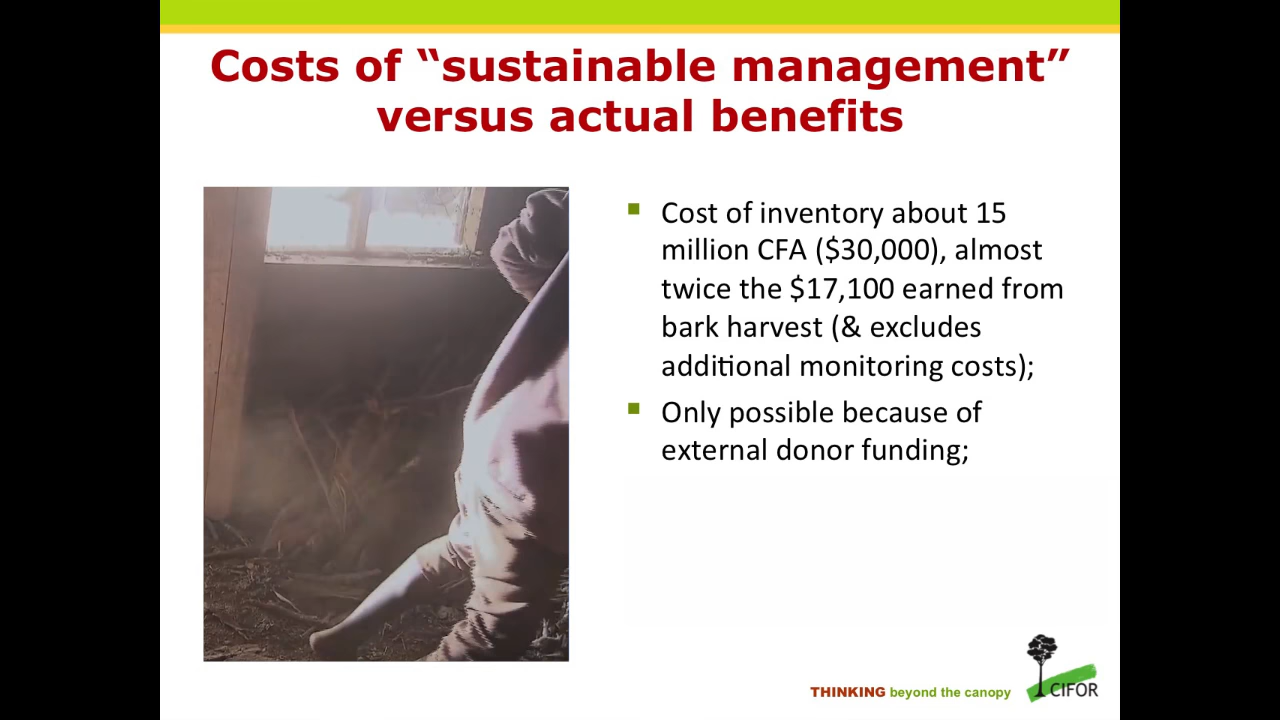 Costs of “sustainable management”
versus actual benefits
Cost of inventory about 15
million CFA ($30,000), almost
twice the $17,100 earned from
bark harvest (& excludes
additional monitoring costs);
Only possible because of
external donor funding;
THINKING beyond the canopy
CIFOR